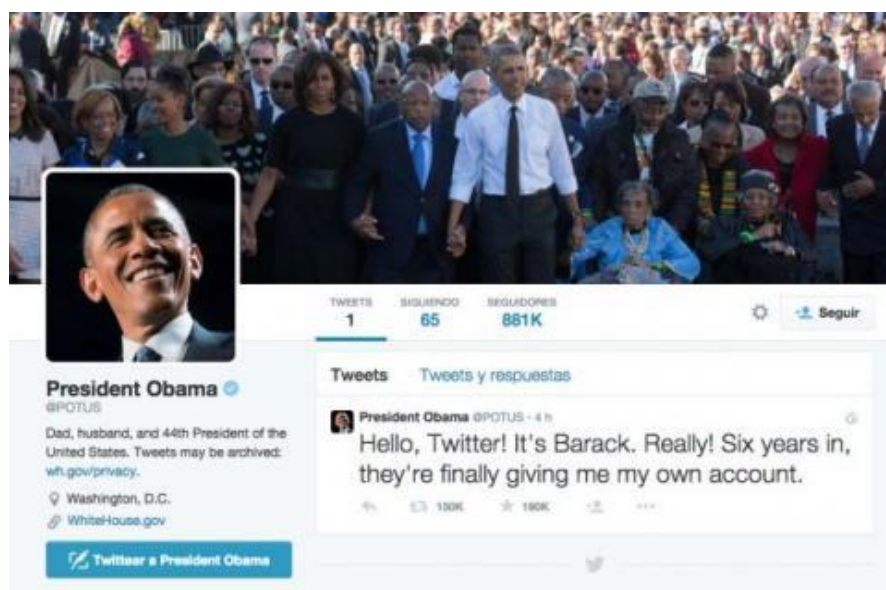 TWEETS SIGUIENDO SEGUIDORES
1 65 881K
Seguir
President Obama
@POTUS
Dad, husband, and 44th President of the
United States. Tweets may be archived:
wh.gov/privacy.
Washington, D.C.
WhiteHouse.gov
Twittear a President Obama
Tweets Tweets y respuestas
President Obama @POTUS · 4 h
Hello, Twitter! It's Barack. Really! Six years in,
they're finally giving me my own account.
150K 190K